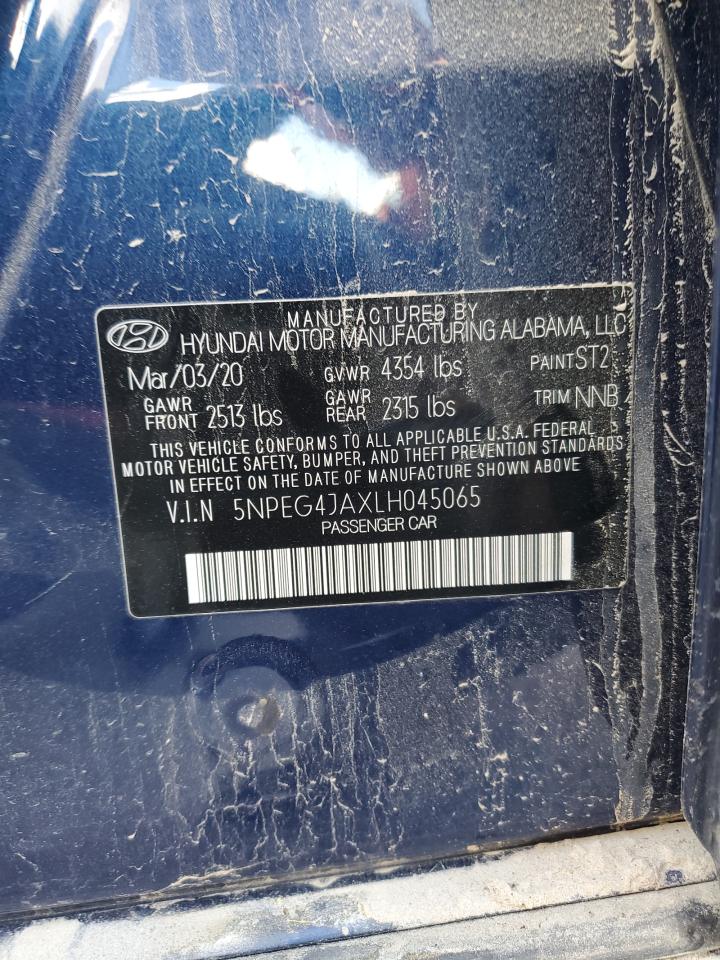 MANUFACTURED BY
HYUNDAI MOTOR MANUFACTURING ALABAMA, LLC
Mar/03/20 GVWR 4354 lbs PAINT ST2
GAWR FRONT 2513 lbs GAWR REAR 2315 lbs TRIM NNB
THIS VEHICLE CONFORMS TO ALL APPLICABLE U.S.A. FEDERAL
MOTOR VEHICLE SAFETY, BUMPER, AND THEFT PREVENTION STANDARDS
IN EFFECT ON THE DATE OF MANUFACTURE SHOWN ABOVE
V.I.N 5NPEG4JAXLH045065
PASSENGER CAR